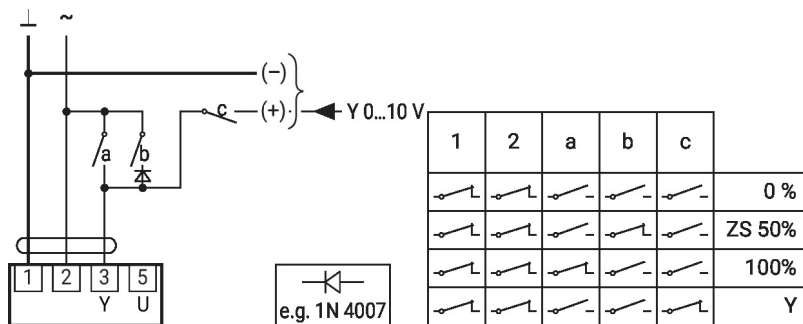 ⊥ ~
(−)
c (+) Y 0...10 V
a b
1 2 3 5
Y U
e.g. 1N 4007
1 2 a b c
0 %
ZS 50%
100%
Y